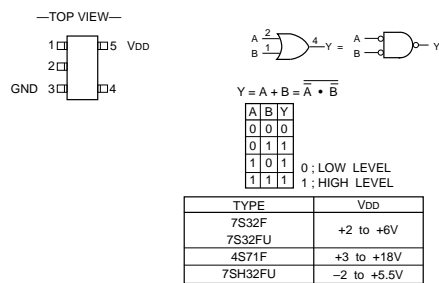 —TOP VIEW—
1 5 VDD
2
GND 3 4
A 2 4 Y = A Y
B 1 B
Y = A + B = A̅ • B̅
A B Y
0 0 0
0 1 1
1 0 1
1 1 1
0 ; LOW LEVEL
1 ; HIGH LEVEL
TYPE VDD
7S32F
7S32FU
+2 to +6V
4S71F +3 to +18V
7SH32FU –2 to +5.5V